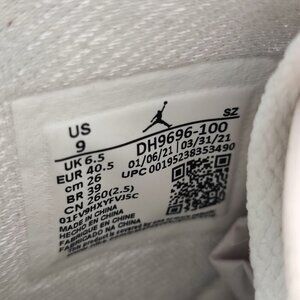 US
9
SZ
DH9696-100
01/06/21 03/31/21
UPC 00195238353490
UK 6.5
EUR 40.5
cm 26
BR 39
CN 260(2.5)
01FV9HXYFVJ5C
MADE IN CHINA
FABRIQUÉ EN CHINE
HECHO EN CHINA